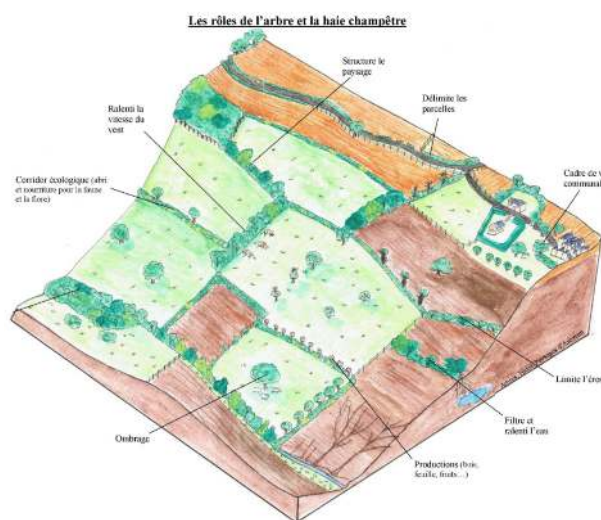 Les rôles de l'arbre et la haie champêtre
Structure le
paysage
Délimite les
parcelles
Ralenti la
vitesse du
vent
Cadre de v
communal
Corridor écologique (abri
et nourriture pour la faune
et la flore)
Limite l'éros
Filtre et
ralenti l'eau
Ombrage
Productions (bois,
feuille, fruits…)